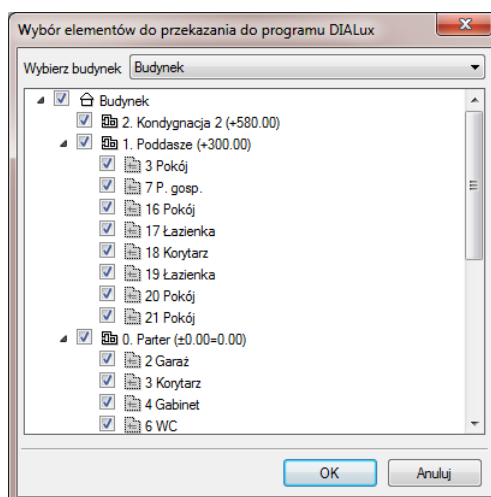 Wybór elementów do przekazania do programu DIALux
Wybierz budynek Budynek
Budynek
2. Kondygnacja 2 (+580.00)
1. Poddasze (+300.00)
3 Pokój
7 P. gosp.
16 Pokój
17 Łazienka
18 Korytarz
19 Łazienka
20 Pokój
21 Pokój
0. Parter (±0.00=0.00)
2 Garaż
3 Korytarz
4 Gabinet
6 WC
OK Anuluj